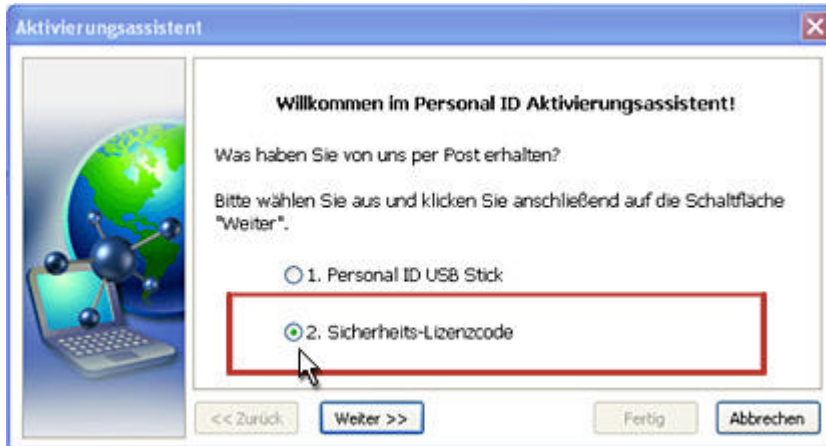 Aktivierungsassistent
Willkommen im Personal ID Aktivierungsassistent!
Was haben Sie von uns per Post erhalten?
Bitte wählen Sie aus und klicken Sie anschließend auf die Schaltfläche
"Weiter".
1. Personal ID USB Stick
2. Sicherheits-Lizenzcode
<< Zurück Weiter >> Fertig Abbrechen